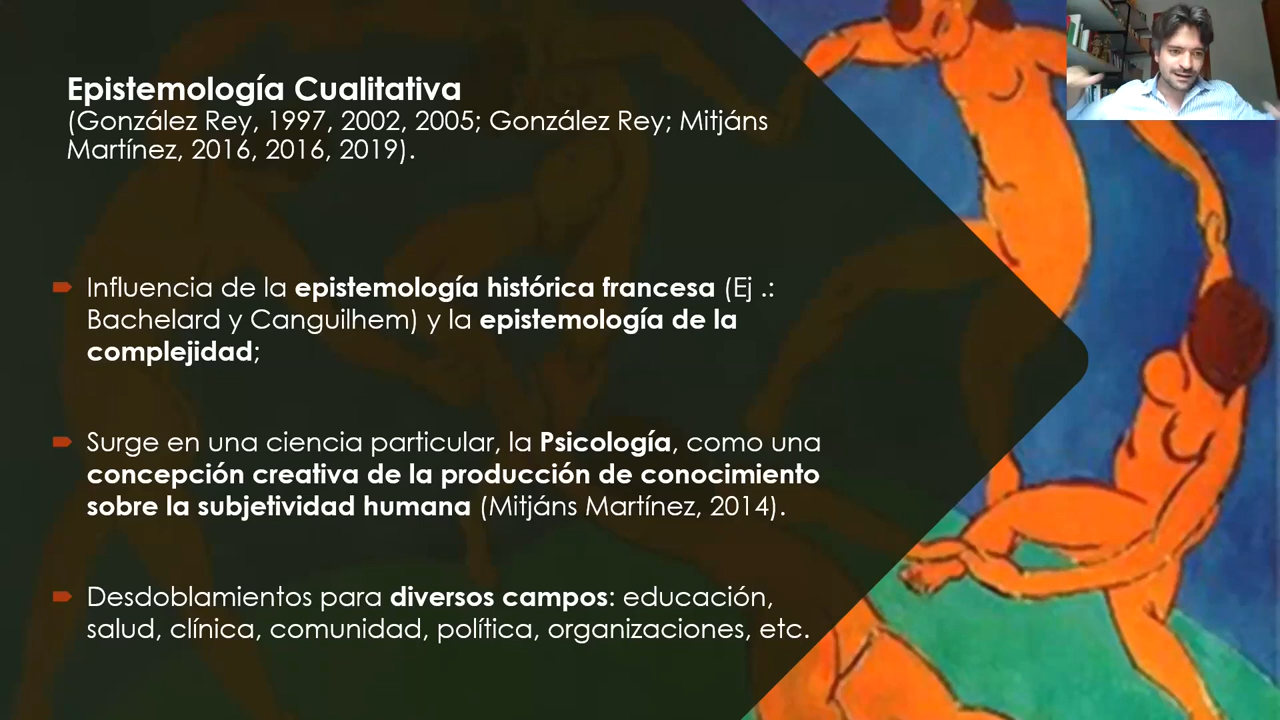 Epistemología Cualitativa
(González Rey, 1997, 2002, 2005; González Rey; Mitjáns
Martínez, 2016, 2016, 2019).
Influencia de la epistemología histórica francesa (Ej .:
Bachelard y Canguilhem) y la epistemología de la
complejidad;
Surge en una ciencia particular, la Psicología, como una
concepción creativa de la producción de conocimiento
sobre la subjetividad humana (Mitjáns Martínez, 2014).
Desdoblamientos para diversos campos: educación,
salud, clínica, comunidad, política, organizaciones, etc.